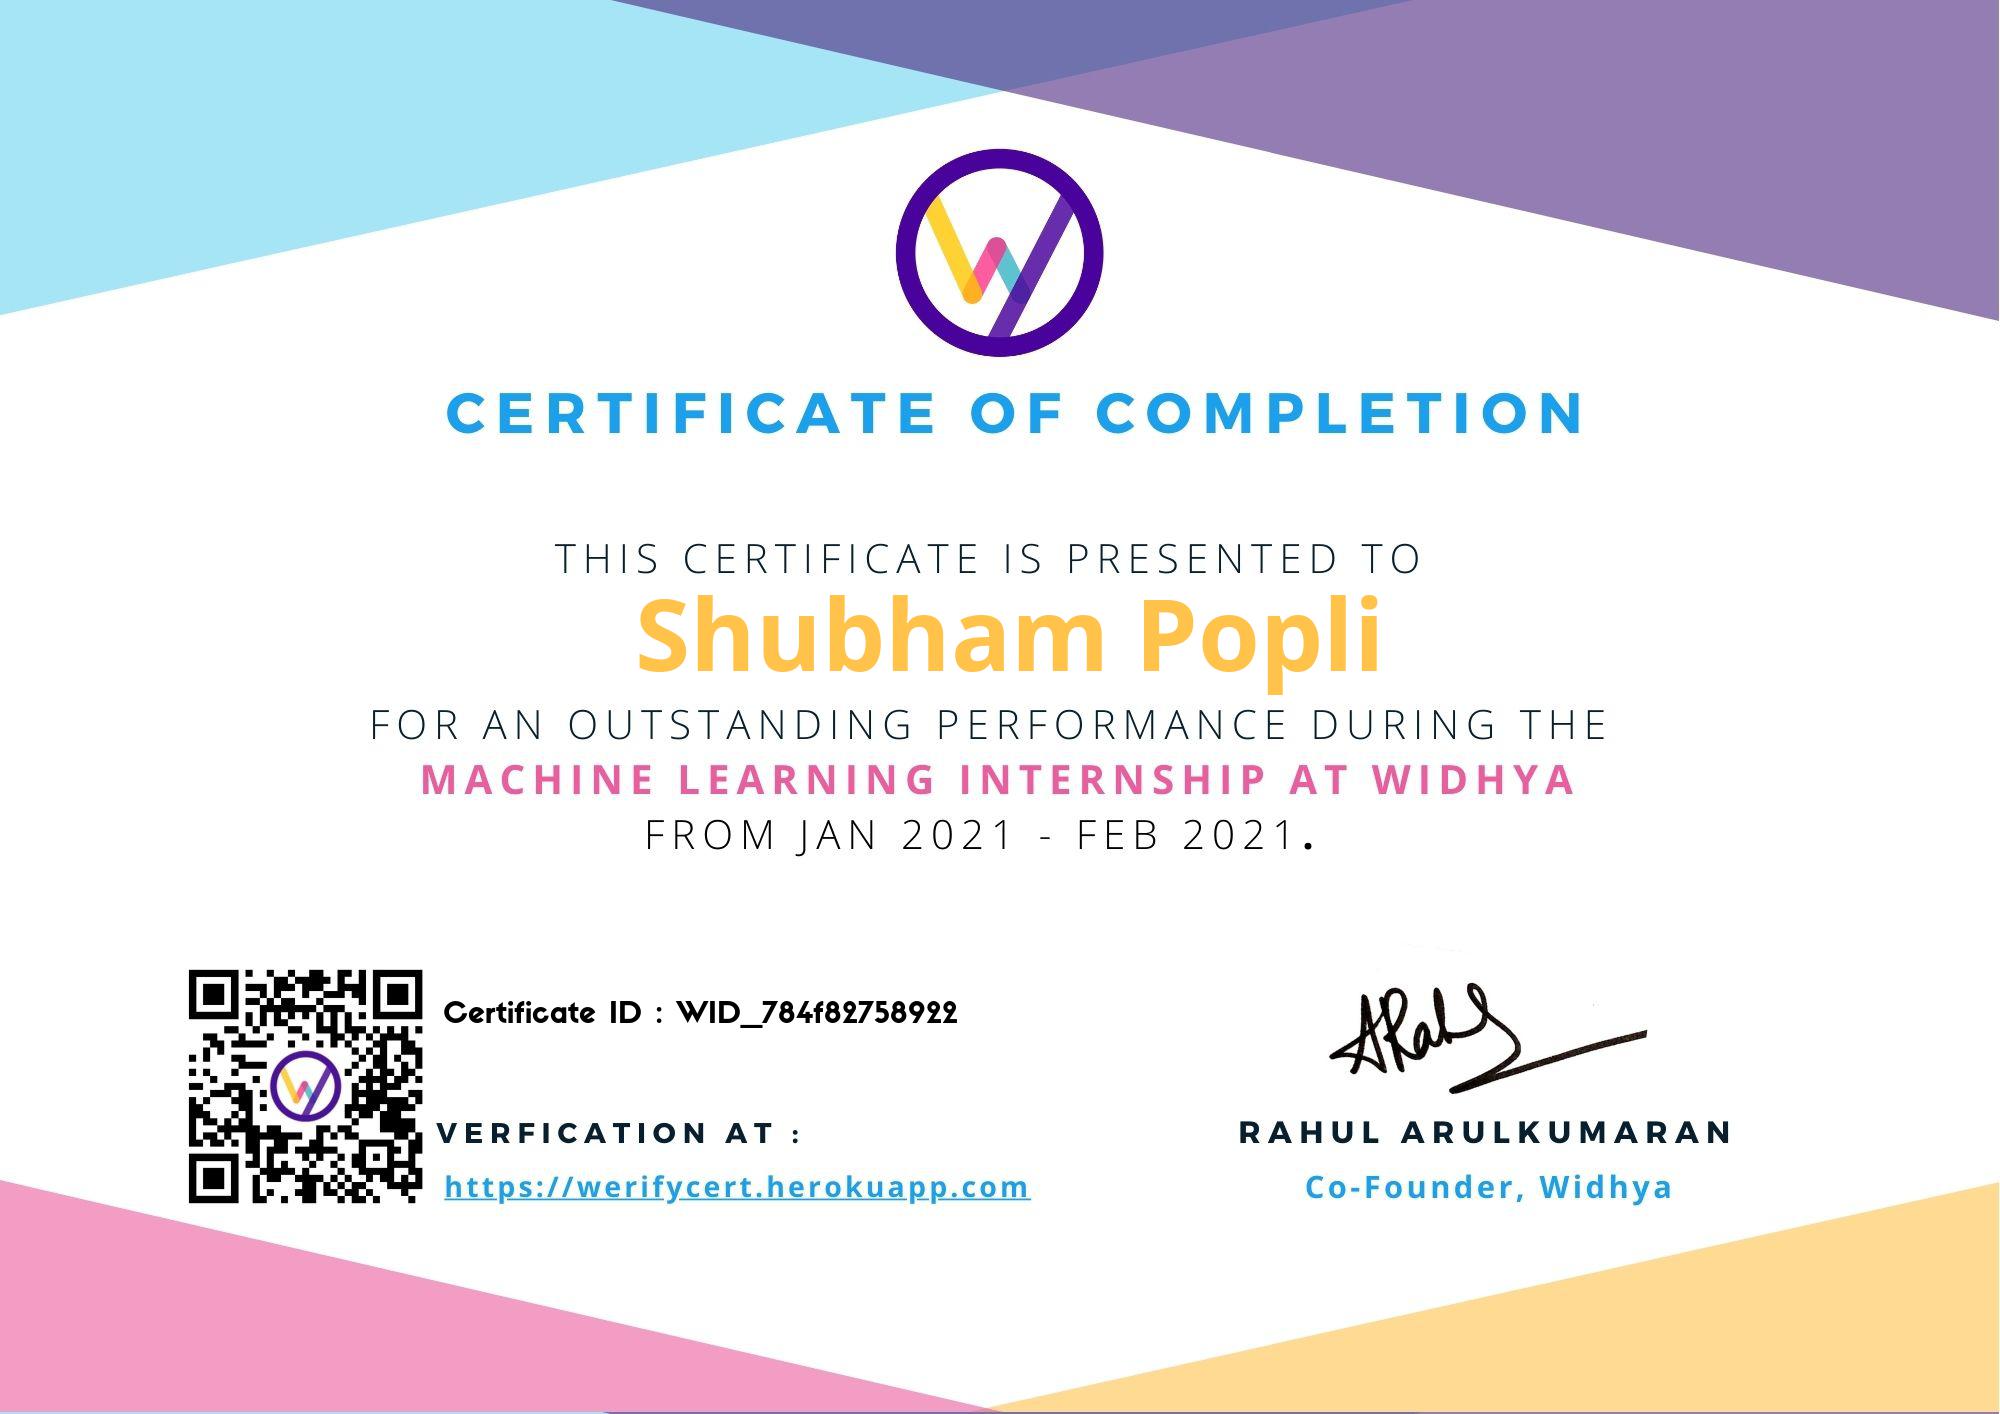 CERTIFICATE OF COMPLETION
THIS CERTIFICATE IS PRESENTED TO
Shubham Popli
FOR AN OUTSTANDING PERFORMANCE DURING THE
MACHINE LEARNING INTERNSHIP AT WIDHYA
FROM JAN 2021 - FEB 2021.
Certificate ID : WID_784f82758922
VERFICATION AT :
https://werifycert.herokuapp.com
ARahul
RAHUL ARULKUMARAN
Co-Founder, Widhya